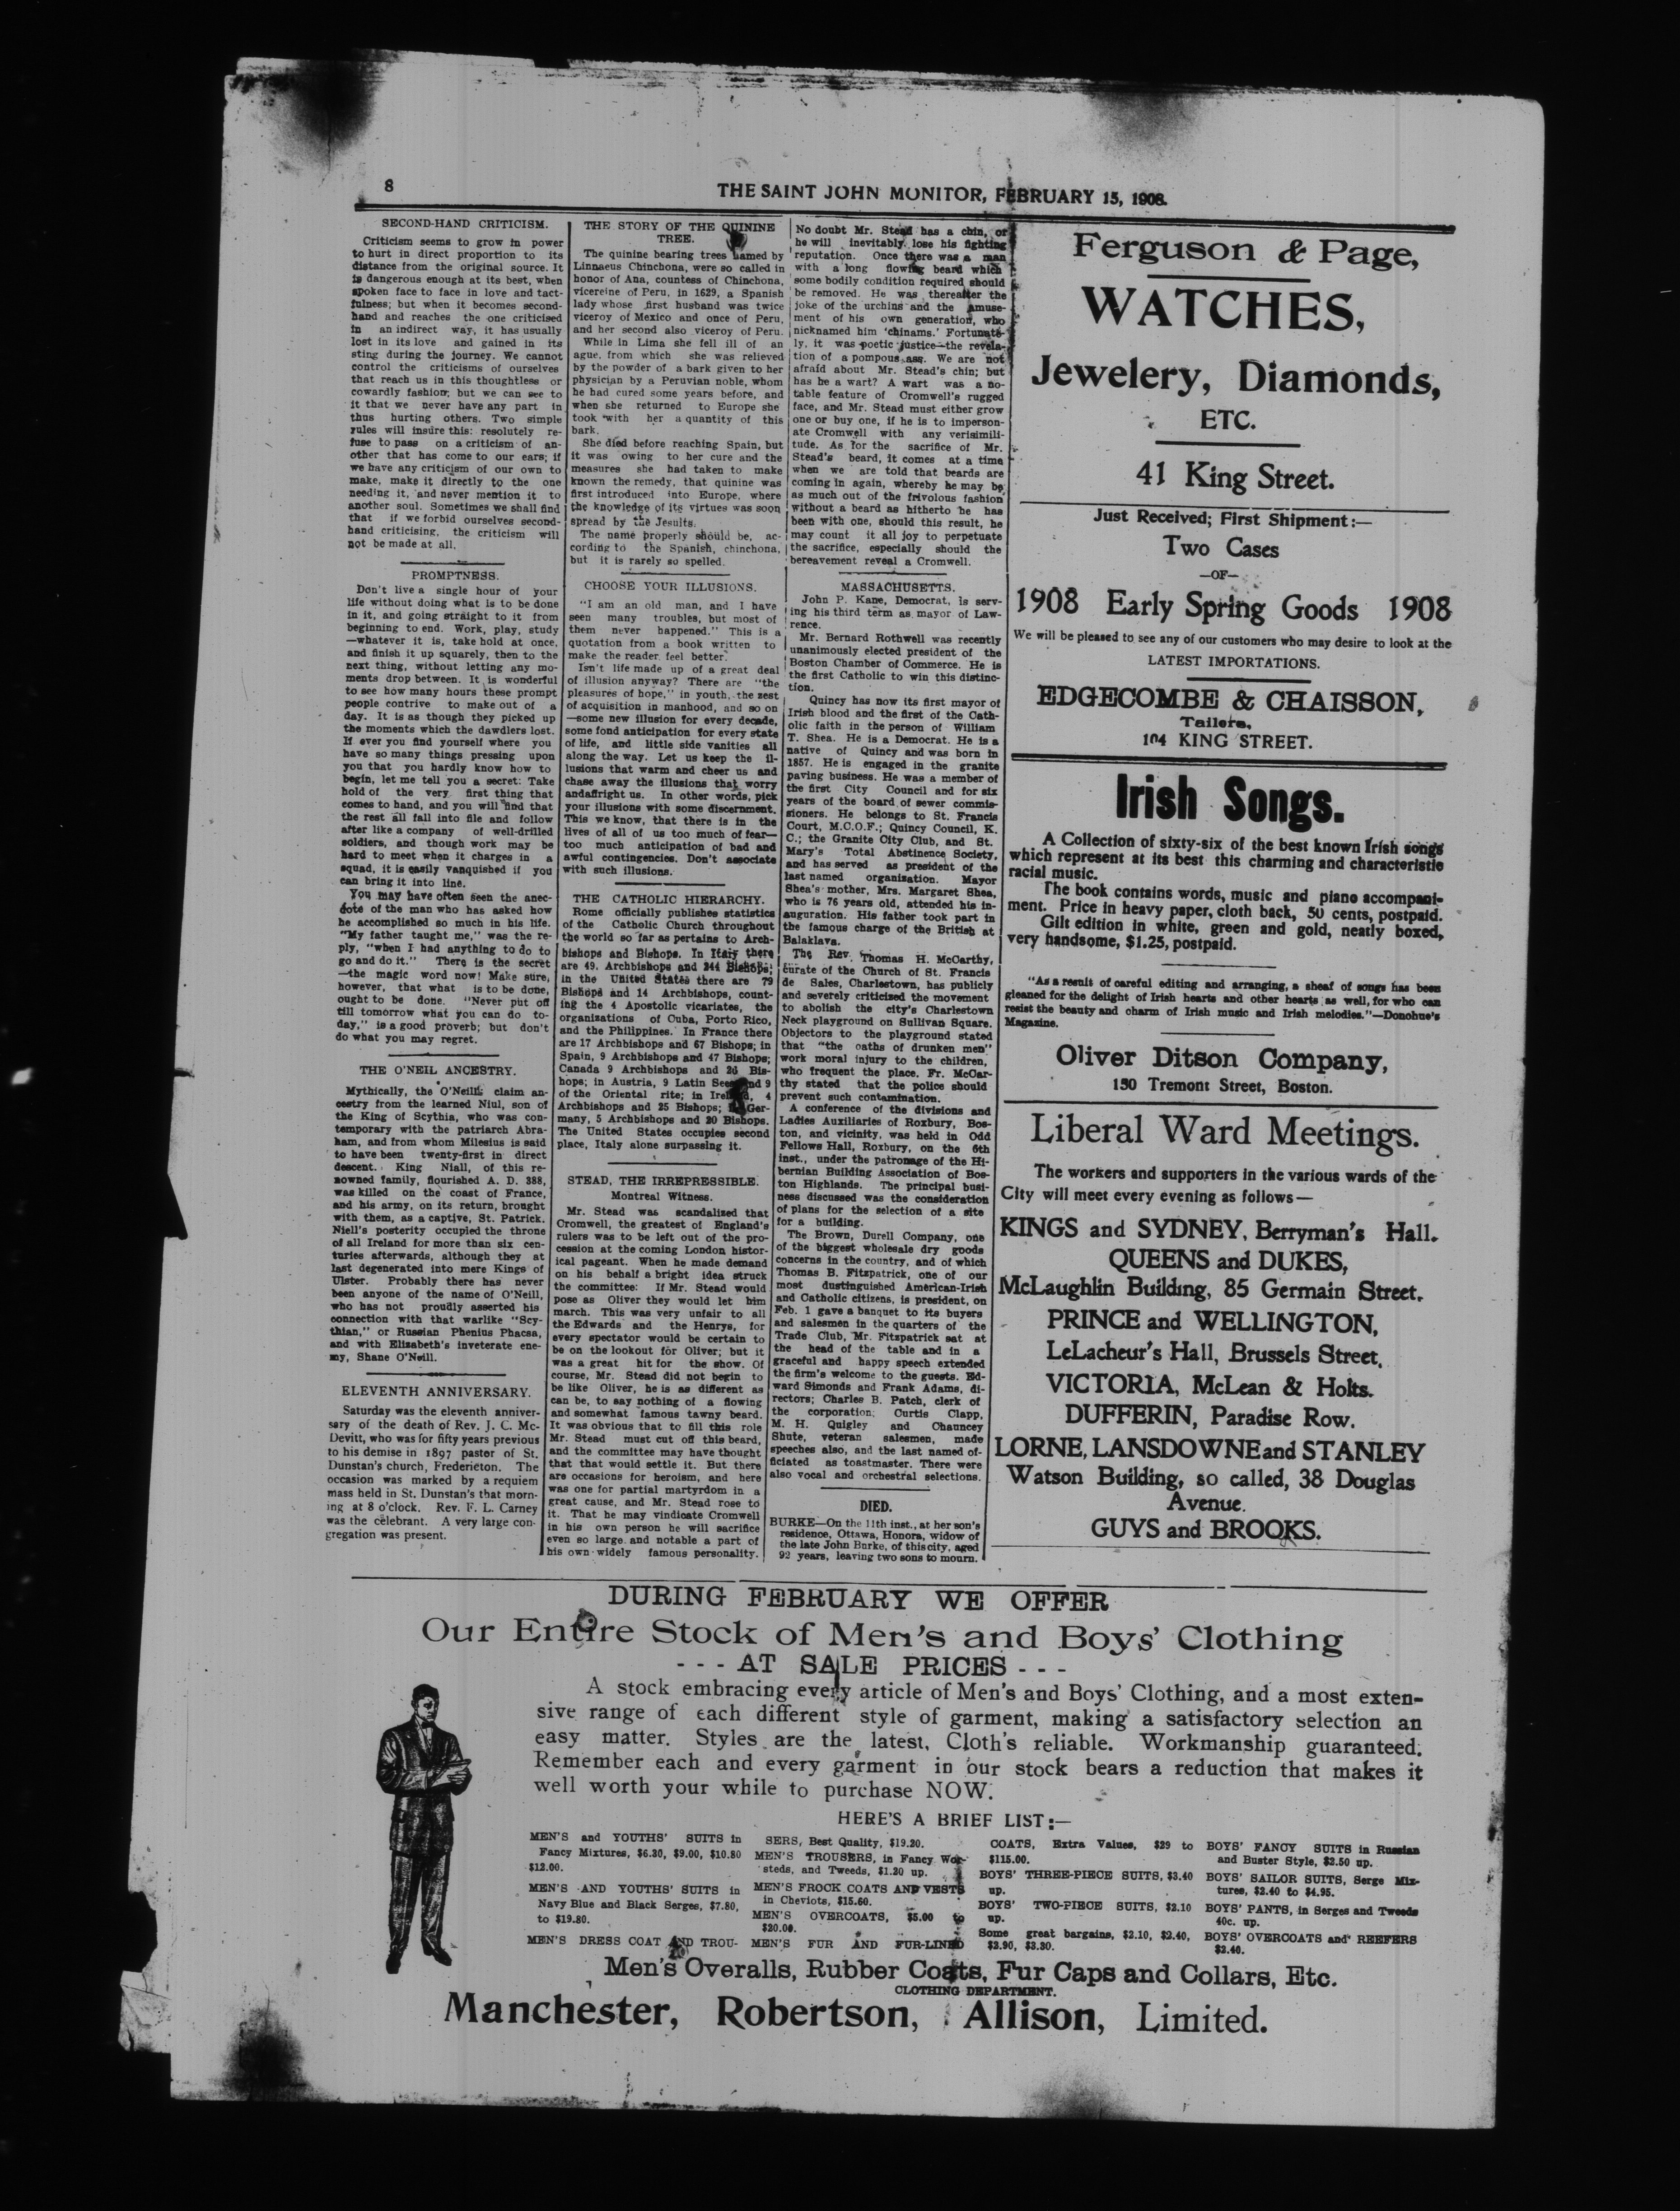 8
THE SAINT JOHN MONITOR, FEBRUARY 15, 1908.
SECOND-HAND CRITICISM.
Criticism seems to grow in power
to hurt in direct proportion to its
distance from the original source. It
is dangerous enough at its best, when
spoken face to face in love and tact-
fulness; but when it becomes second-
hand and reaches the one criticised
in an indirect way, it has usually
lost in its love and gained in its
sting during the journey. We cannot
control the criticisms of ourselves
that reach us in this thoughtless or
cowardly fashion; but we can see to
it that we never have any part in
thus hurting others. Two simple
rules will insure this: resolutely re-
fuse to pass on a criticism of an-
other that has come to our ears; if
we have any criticism of our own to
make, make it directly to the one
needing it, and never mention it to
another soul. Sometimes we shall find
that if we forbid ourselves second-
hand criticising, the criticism will
not be made at all.
PROMPTNESS.
Don't live a single hour of your
life without doing what is to be done
in it, and going straight to it from
beginning to end. Work, play, study
—whatever it is, take hold at once,
and finish it up squarely, then to the
next thing, without letting any mo-
ments drop between. It is wonderful
to see how many hours these prompt
people contrive to make out of a
day. It is as though they picked up
the moments which the dawdlers lost.
If ever you find yourself where you
have so many things pressing upon
you that you hardly know how to
begin, let me tell you a secret: Take
hold of the very first thing that
comes to hand, and you will find that
the rest all fall into file and follow
after like a company of well-drilled
soldiers, and though work may be
hard to meet when it charges in a
squad, it is easily vanquished if you
can bring it into line.
You may have often seen the anec-
dote of the man who has asked how
he accomplished so much in his life.
"My father taught me," was the re-
ply, "when I had anything to do to
go and do it." There is the secret
—the magic word now! Make sure,
however, that what is to be done,
ought to be done. "Never put off
till tomorrow what you can do to-
day," is a good proverb; but don't
do what you may regret.
THE O'NEIL ANCESTRY.
Mythically, the O'Neills claim an-
cestry from the learned Niul, son of
the King of Scythia, who was con-
temporary with the patriarch Abra-
ham, and from whom Milesius is said
to have been twenty-first in direct
descent. King Niall, of this re-
nowned family, flourished A. D. 388,
was killed on the coast of France,
and his army, on its return, brought
with them, as a captive, St. Patrick.
Niell's posterity occupied the throne
of all Ireland for more than six cen-
turies afterwards, although they at
last degenerated into mere Kings of
Ulster. Probably there has never
been anyone of the name of O'Neill,
who has not proudly asserted his
connection with that warlike "Scy-
thian," or Russian Phenius Phacsa,
and with Elizabeth's inveterate ene-
my, Shane O'Neill.
ELEVENTH ANNIVERSARY.
Saturday was the eleventh anniver-
sary of the death of Rev. J. C. Mc-
Devitt, who was for fifty years previous
to his demise in 1897 pastor of St.
Dunstan's church, Fredericton. The
occasion was marked by a requiem
mass held in St. Dunstan's that morn-
ing at 8 o'clock. Rev. F. L. Carney
was the celebrant. A very large con-
gregation was present.
THE STORY OF THE QUININE
TREE.
The quinine bearing trees named by
Linnaeus Chinchona, were so called in
honor of Ana, countess of Chinchona,
vicereine of Peru, in 1629, a Spanish
lady whose first husband was twice
viceroy of Mexico and once of Peru,
and her second also viceroy of Peru.
While in Lima she fell ill of an
ague, from which she was relieved
by the powder of a bark given to her
physician by a Peruvian noble, whom
he had cured some years before, and
when she returned to Europe she
took with her a quantity of this
bark.
She died before reaching Spain, but
it was owing to her cure and the
measures she had taken to make
known the remedy, that quinine was
first introduced into Europe, where
the knowledge of its virtues was soon
spread by the Jesuits.
The name properly should be, ac-
cording to the Spanish, chinchona,
but it is rarely so spelled.
CHOOSE YOUR ILLUSIONS.
"I am an old man, and I have
seen many troubles, but most of
them never happened." This is a
quotation from a book written to
make the reader feel better.
Isn't life made up of a great deal
of illusion anyway? There are "the
pleasures of hope," in youth, the zest
of acquisition in manhood, and so on
—some new illusion for every decade,
some fond anticipation for every state
of life, and little side vanities all
along the way. Let us keep the il-
lusions that warm and cheer us and
chase away the illusions that worry
andaffright us. In other words, pick
your illusions with some discernment.
This we know, that there is in the
lives of all of us too much of fear—
too much anticipation of bad and
awful contingencies. Don't associate
with such illusions.
THE CATHOLIC HIERARCHY.
Rome officially publishes statistics
of the Catholic Church throughout
the world so far as pertains to Arch-
bishops and Bishops. In Italy there
are 49 Archbishops and 244 Bishops;
in the United States there are 79
Bishops and 14 Archbishops, count-
ing the 4 Apostolic vicariates, the
organizations of Cuba, Porto Rico,
and the Philippines. In France there
are 17 Archbishops and 67 Bishops; in
Spain, 9 Archbishops and 47 Bishops;
Canada 9 Archbishops and 26 Bis-
hops; in Austria, 9 Latin Sees and 9
of the Oriental rite; in Ireland, 4
Archbishops and 25 Bishops; in Ger-
many, 5 Archbishops and 20 Bishops.
The United States occupies second
place, Italy alone surpassing it.
STEAD, THE IRREPRESSIBLE.
Montreal Witness.
Mr. Stead was scandalized that
Cromwell, the greatest of England's
rulers was to be left out of the pro-
cession at the coming London histor-
ical pageant. When he made demand
on his behalf a bright idea struck
the committee: If Mr. Stead would
pose as Oliver they would let him
march. This was very unfair to all
the Edwards and the Henrys, for
every spectator would be certain to
be on the lookout for Oliver; but it
was a great hit for the show. Of
course, Mr. Stead did not begin to
be like Oliver, he is as different as
can be, to say nothing of a flowing
and somewhat famous tawny beard.
It was obvious that to fill this role
Mr. Stead must cut off this beard,
and the committee may have thought
that that would settle it. But there
are occasions for heroism, and here
was one for partial martyrdom in a
great cause, and Mr. Stead rose to
it. That he may vindicate Cromwell
in his own person he will sacrifice
even so large and notable a part of
his own widely famous personality.
No doubt Mr. Stead has a chin, or
he will inevitably lose his fighting
reputation. Once there was a man
with a long flowing beard which
some bodily condition required should
be removed. He was thereafter the
joke of the urchins and the amuse-
ment of his own generation, who
nicknamed him 'chinams.' Fortunate-
ly, it was poetic justice—the revela-
tion of a pompous ass. We are not
afraid about Mr. Stead's chin; but
has he a wart? A wart was a no-
table feature of Cromwell's rugged
face, and Mr. Stead must either grow
one or buy one, if he is to imperson-
ate Cromwell with any verisimili-
tude. As for the sacrifice of Mr.
Stead's beard, it comes at a time
when we are told that beards are
coming in again, whereby he may be
as much out of the frivolous fashion
without a beard as hitherto he has
been with one, should this result, he
may count it all joy to perpetuate
the sacrifice, especially should the
bereavement reveal a Cromwell.
MASSACHUSETTS.
John P. Kane, Democrat, is serv-
ing his third term as mayor of Law-
rence.
Mr. Bernard Rothwell was recently
unanimously elected president of the
Boston Chamber of Commerce. He is
the first Catholic to win this distinc-
tion.
Quincy has now its first mayor of
Irish blood and the first of the Cath-
olic faith in the person of William
T. Shea. He is a Democrat. He is a
native of Quincy and was born in
1857. He is engaged in the granite
paving business. He was a member of
the first City Council and for six
years of the board of sewer commis-
sioners. He belongs to St. Francis
Court, M.C.O.F.; Quincy Council, K.
C.; the Granite City Club, and St.
Mary's Total Abstinence Society,
and has served as president of the
last named organization. Mayor
Shea's mother, Mrs. Margaret Shea,
who is 76 years old, attended his in-
auguration. His father took part in
the famous charge of the British at
Balaklava.
The Rev. Thomas H. McCarthy,
curate of the Church of St. Francis
de Sales, Charlestown, has publicly
and severely criticized the movement
to abolish the city's Charlestown
Neck playground on Sullivan Square.
Objectors to the playground stated
that "the oaths of drunken men"
work moral injury to the children,
who frequent the place. Fr. McCar-
thy stated that the police should
prevent such contamination.
A conference of the divisions and
Ladies Auxiliaries of Roxbury, Bos-
ton, and vicinity, was held in Odd
Fellows Hall, Roxbury, on the 6th
inst., under the patronage of the Hi-
bernian Building Association of Bos-
ton Highlands. The principal busi-
ness discussed was the consideration
of plans for the selection of a site
for a building.
The Brown, Durell Company, one
of the biggest wholesale dry goods
concerns in the country, and of which
Thomas B. Fitzpatrick, one of our
most dustinguished American-Irish
and Catholic citizens, is president, on
Feb. 1 gave a banquet to its buyers
and salesmen in the quarters of the
Trade Club, Mr. Fitzpatrick sat at
the head of the table and in a
graceful and happy speech extended
the firm's welcome to the guests. Ed-
ward Simonds and Frank Adams, di-
rectors; Charles B. Patch, clerk of
the corporation; Curtis Clapp,
M. H. Quigley and Chauncey
Shute, veteran salesmen, made
speeches also, and the last named of-
ficiated as toastmaster. There were
also vocal and orchestral selections.
DIED.
BURKE—On the 11th inst., at her son's
residence, Ottawa, Honora, widow of
the late John Burke, of this city, aged
92 years, leaving two sons to mourn.
Ferguson & Page,
WATCHES,
Jewelery, Diamonds,
ETC.
41 King Street.
Just Received; First Shipment:—
Two Cases
—OF—
1908 Early Spring Goods 1908
We will be pleased to see any of our customers who may desire to look at the
LATEST IMPORTATIONS.
EDGECOMBE & CHAISSON,
Tailors,
104 KING STREET.
Irish Songs.
A Collection of sixty-six of the best known Irish songs
which represent at its best this charming and characteristic
racial music.
The book contains words, music and piano accompani-
ment. Price in heavy paper, cloth back, 50 cents, postpaid.
Gilt edition in white, green and gold, neatly boxed,
very handsome, $1.25, postpaid.
"As a result of careful editing and arranging, a sheaf of songs has been
gleaned for the delight of Irish hearts and other hearts as well, for who can
resist the beauty and charm of Irish music and Irish melodies."—Donohue's
Magazine.
Oliver Ditson Company,
150 Tremont Street, Boston.
Liberal Ward Meetings.
The workers and supporters in the various wards of the
City will meet every evening as follows—
KINGS and SYDNEY, Berryman's Hall.
QUEENS and DUKES,
McLaughlin Building, 85 Germain Street.
PRINCE and WELLINGTON,
LeLacheur's Hall, Brussels Street.
VICTORIA, McLean & Holts.
DUFFERIN, Paradise Row.
LORNE, LANSDOWNE and STANLEY
Watson Building, so called, 38 Douglas
Avenue.
GUYS and BROOKS.
DURING FEBRUARY WE OFFER
Our Entire Stock of Men's and Boys' Clothing
- - - AT SALE PRICES - - -
A stock embracing every article of Men's and Boys' Clothing, and a most exten-
sive range of each different style of garment, making a satisfactory selection an
easy matter. Styles are the latest, Cloth's reliable. Workmanship guaranteed.
Remember each and every garment in our stock bears a reduction that makes it
well worth your while to purchase NOW.
HERE'S A BRIEF LIST:—
MEN'S and YOUTHS' SUITS in
Fancy Mixtures, $6.30, $9.00, $10.80
$12.00.
MEN'S AND YOUTHS' SUITS in
Navy Blue and Black Serges, $7.80,
to $19.80.
MEN'S DRESS COAT AND TROU-
SERS, Best Quality, $19.20.
MEN'S TROUSERS, in Fancy Wor-
steds, and Tweeds, $1.20 up.
MEN'S FROCK COATS AND VESTS
in Cheviots, $15.60.
MEN'S OVERCOATS, $5.00 to
$20.00.
MEN'S FUR AND FUR-LINED
COATS, Extra Values, $29 to
$115.00.
BOYS' THREE-PIECE SUITS, $3.40
up.
BOYS' TWO-PIECE SUITS, $2.10
up.
Some great bargains, $2.10, $2.40,
$2.90, $3.30.
BOYS' FANCY SUITS in Russian
and Buster Style, $2.50 up.
BOYS' SAILOR SUITS, Serge Mix-
tures, $2.40 to $4.95.
BOYS' PANTS, in Serges and Tweeds
40c. up.
BOYS' OVERCOATS and REEFERS
$2.40.
Men's Overalls, Rubber Coats, Fur Caps and Collars, Etc.
CLOTHING DEPARTMENT.
Manchester, Robertson, Allison, Limited.